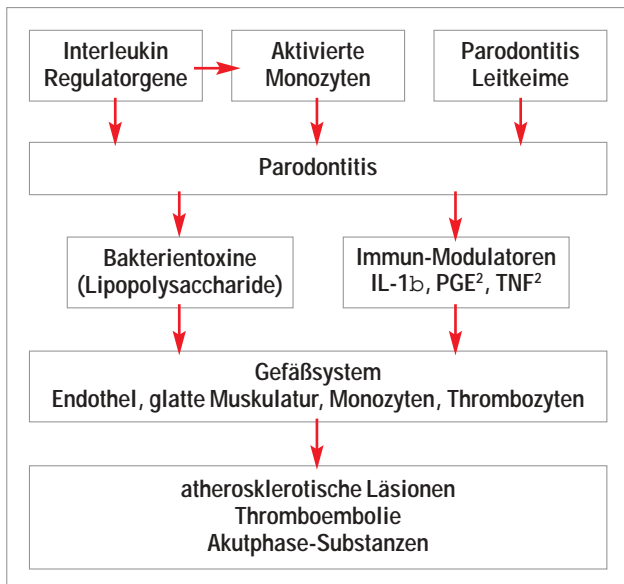 Interleukin
Regulatorgene
Aktivierte
Monozyten
Parodontitis
Leitkeime
Parodontitis
Bakterientoxine
(Lipopolysaccharide)
Immun-Modulatoren
IL-1b, PGE², TNF²
Gefäßsystem
Endothel, glatte Muskulatur, Monozyten, Thrombozyten
atherosklerotische Läsionen
Thromboembolie
Akutphase-Substanzen